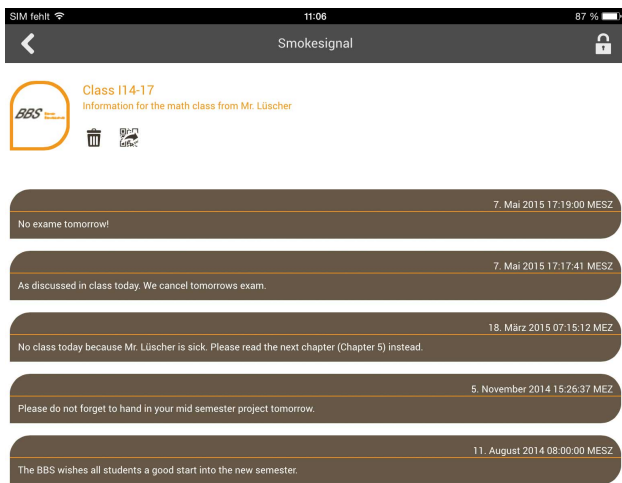 SIM fehlt 11:06 87 %
Smokesignal
Class I14-17
Information for the math class from Mr. Lüscher
BBS
7. Mai 2015 17:19:00 MESZ
No exame tomorrow!
7. Mai 2015 17:17:41 MESZ
As discussed in class today. We cancel tomorrows exam.
18. März 2015 07:15:12 MEZ
No class today because Mr. Lüscher is sick. Please read the next chapter (Chapter 5) instead.
5. November 2014 15:26:37 MEZ
Please do not forget to hand in your mid semester project tomorrow.
11. August 2014 08:00:00 MESZ
The BBS wishes all students a good start into the new semester.